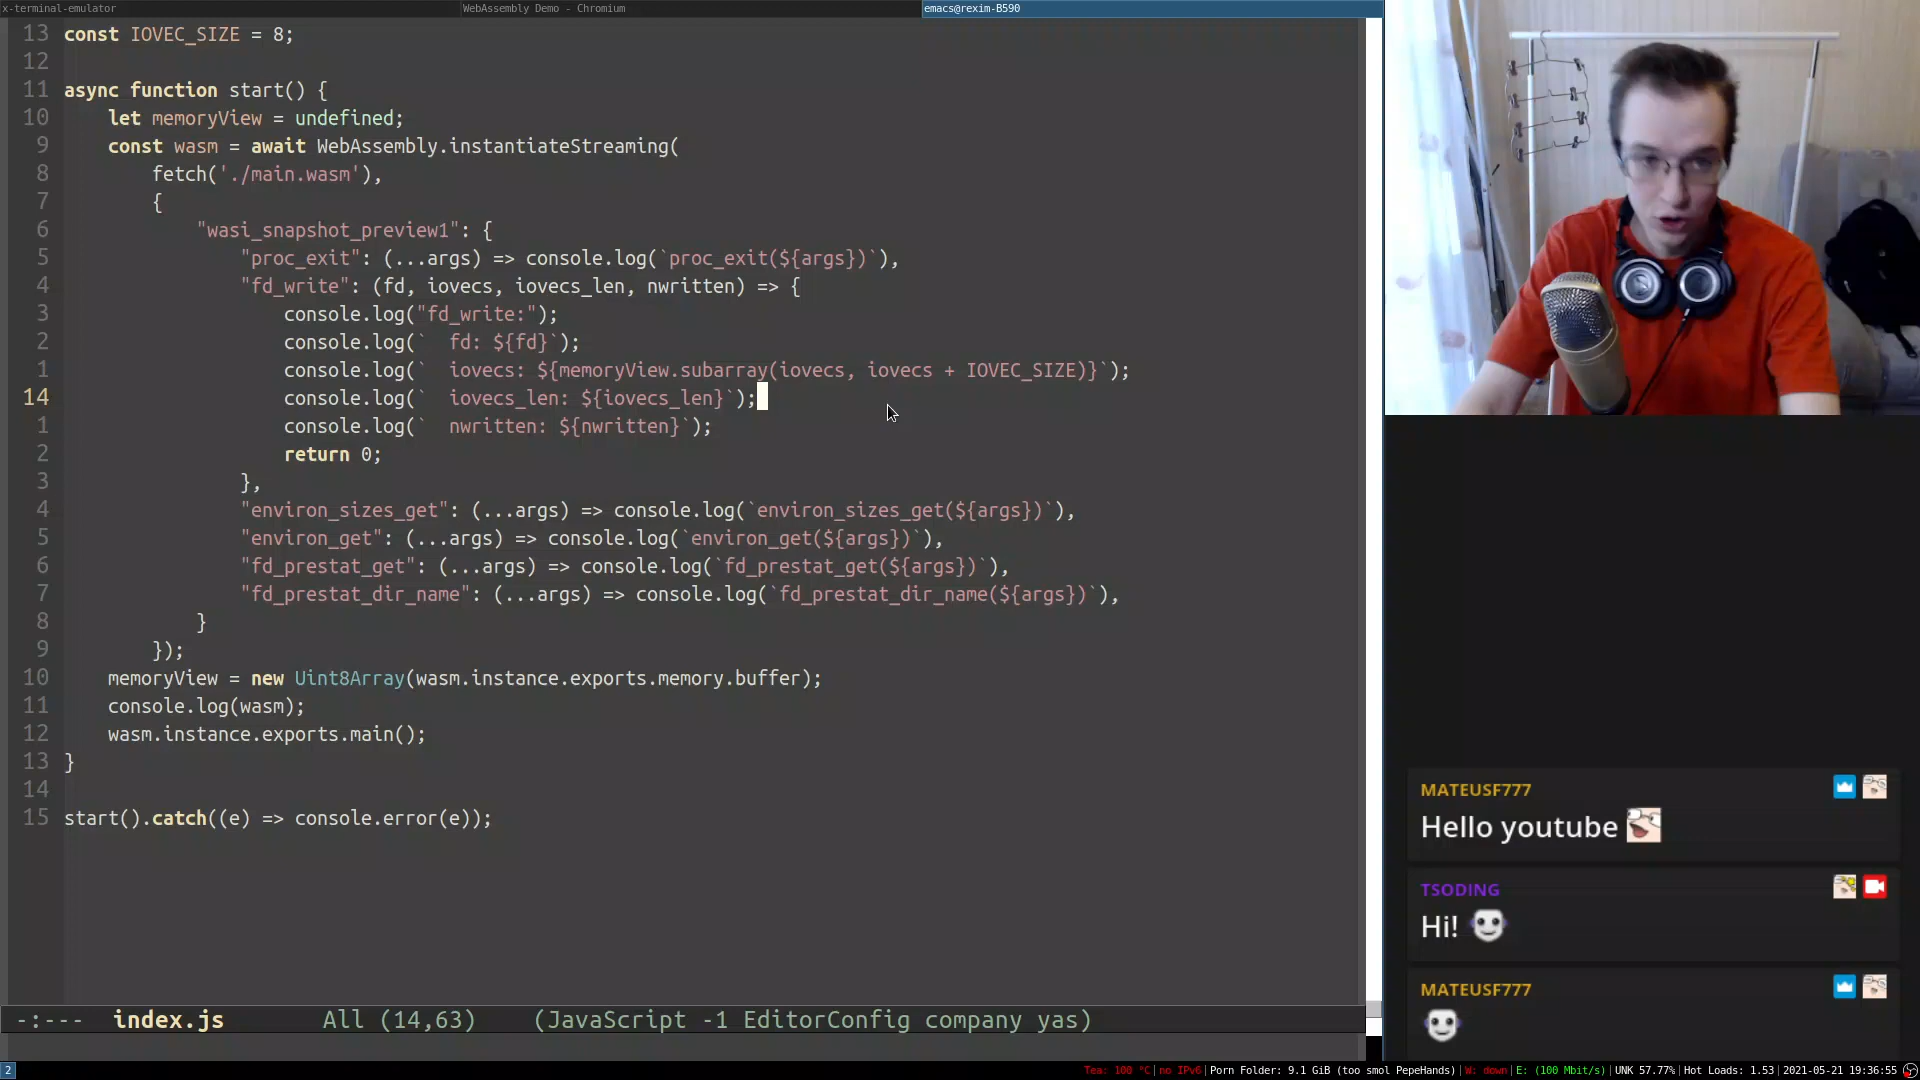 x-terminal-emulator
WebAssembly Demo - Chromium
emacs@rexim-B590
13 const IOVEC_SIZE = 8;
12
11 async function start() {
10 let memoryView = undefined;
9 const wasm = await WebAssembly.instantiateStreaming(
8 fetch('./main.wasm'),
7 {
6 "wasi_snapshot_preview1": {
5 "proc_exit": (...args) => console.log(`proc_exit(${args})`),
4 "fd_write": (fd, iovecs, iovecs_len, nwritten) => {
3 console.log("fd_write:");
2 console.log(`  fd: ${fd}`);
1 console.log(`  iovecs: ${memoryView.subarray(iovecs, iovecs + IOVEC_SIZE)}`);
14 console.log(`  iovecs_len: ${iovecs_len}`);
1 console.log(`  nwritten: ${nwritten}`);
2 return 0;
3 },
4 "environ_sizes_get": (...args) => console.log(`environ_sizes_get(${args})`),
5 "environ_get": (...args) => console.log(`environ_get(${args})`),
6 "fd_prestat_get": (...args) => console.log(`fd_prestat_get(${args})`),
7 "fd_prestat_dir_name": (...args) => console.log(`fd_prestat_dir_name(${args})`),
8 }
9 });
10 memoryView = new Uint8Array(wasm.instance.exports.memory.buffer);
11 console.log(wasm);
12 wasm.instance.exports.main();
13 }
14
15 start().catch((e) => console.error(e));
-:--- index.js All (14,63) (JavaScript -1 EditorConfig company yas)
MATEUSF777
Hello youtube
TSODING
Hi!
MATEUSF777
2
Tea: 100 °C|no IPv6|Porn Folder: 9.1 GiB (too smol PepeHands)|W: down|E: (100 Mbit/s)|UNK 57.77%|Hot Loads: 1.53|2021-05-21 19:36:55